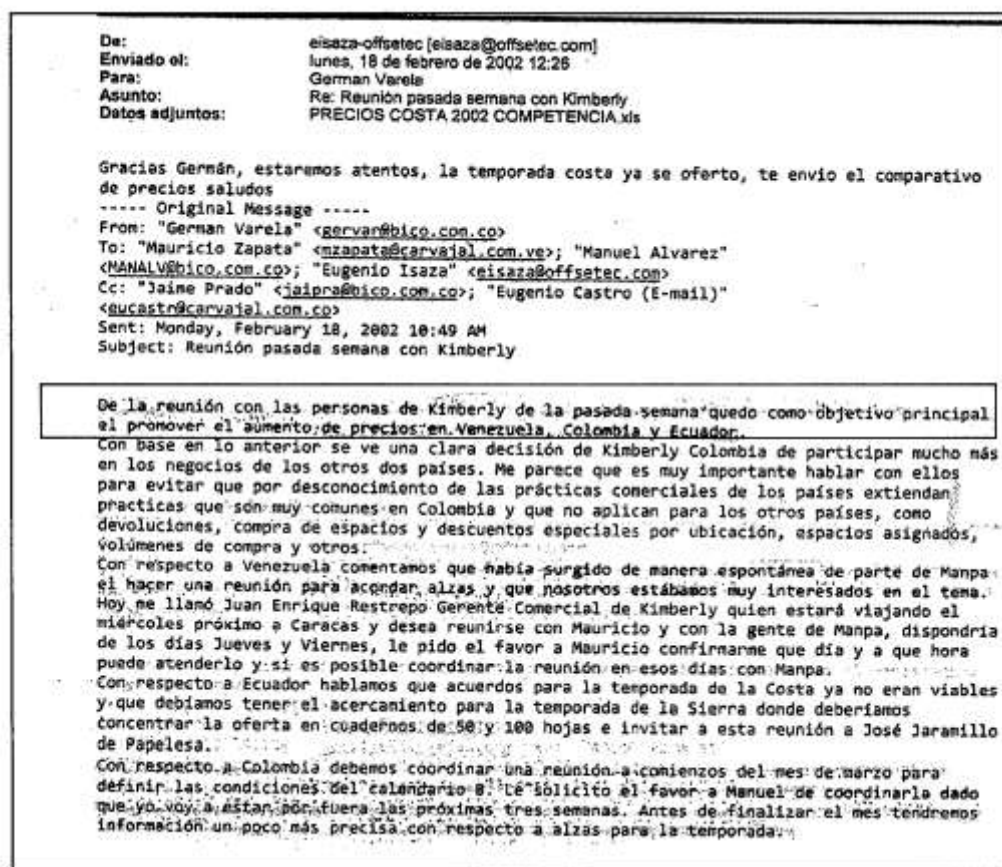 De: eisaza-offsetec [eisaza@offsetec.com]
Enviado el: lunes, 18 de febrero de 2002 12:26
Para: German Varela
Asunto: Re: Reunión pasada semana con Kimberly
Datos adjuntos: PRECIOS COSTA 2002 COMPETENCIA.xls
Gracias Germán, estaremos atentos, la temporada costa ya se oferto, te envio el comparativo
de precios saludos
----- Original Message -----
From: "German Varela" <gervar@bico.com.co>
To: "Mauricio Zapata" <mzapata@carvajal.com.ve>; "Manuel Alvarez"
<MANALV@bico.com.co>; "Eugenio Isaza" <eisaza@offsetec.com>
Cc: "Jaime Prado" <jaipra@bico.com.co>; "Eugenio Castro (E-mail)"
<eucastr@carvajal.com.co>
Sent: Monday, February 18, 2002 10:49 AM
Subject: Reunión pasada semana con Kimberly
De la reunión con las personas de Kimberly de la pasada semana quedo como objetivo principal
el promover el aumento de precios en Venezuela, Colombia y Ecuador.
Con base en lo anterior se ve una clara decisión de Kimberly Colombia de participar mucho más
en los negocios de los otros dos países. Me parece que es muy importante hablar con ellos
para evitar que por desconocimiento de las prácticas comerciales de los países extiendan
practicas que són muy comunes en Colombia y que no aplican para los otros países, como
devoluciones, compra de espacios y descuentos especiales por ubicación, espacios asignados,
volúmenes de compra y otros.
Con respecto a Venezuela comentamos que había surgido de manera espontánea de parte de Manpa
el hacer una reunión para acordar alzas y que nosotros estábamos muy interesados en el tema.
Hoy me llamó Juan Enrique Restrepo Gerente Comercial de Kimberly quien estará viajando el
miércoles próximo a Caracas y desea reunirse con Mauricio y con la gente de Manpa, dispondría
de los días Jueves y Viernes, le pido el favor a Mauricio confirmarme que día y a que hora
puede atenderlo y si es posible coordinar la reunión en esos días con Manpa.
Con respecto a Ecuador hablamos que acuerdos para la temporada de la Costa ya no eran viables
y que debíamos tener el acercamiento para la temporada de la Sierra donde deberíamos
concentrar la oferta en cuadernos de 50 y 100 hojas e invitar a esta reunión a José Jaramillo
de Papelesa.
Con respecto a Colombia debemos coordinar una reunión a comienzos del mes de marzo para
definir las condiciones del calendario B. Le solicito el favor a Manuel de coordinarla dado
que yo voy a estar por fuera las próximas tres semanas. Antes de finalizar el mes tendremos
información un poco más precisa con respecto a alzas para la temporada.